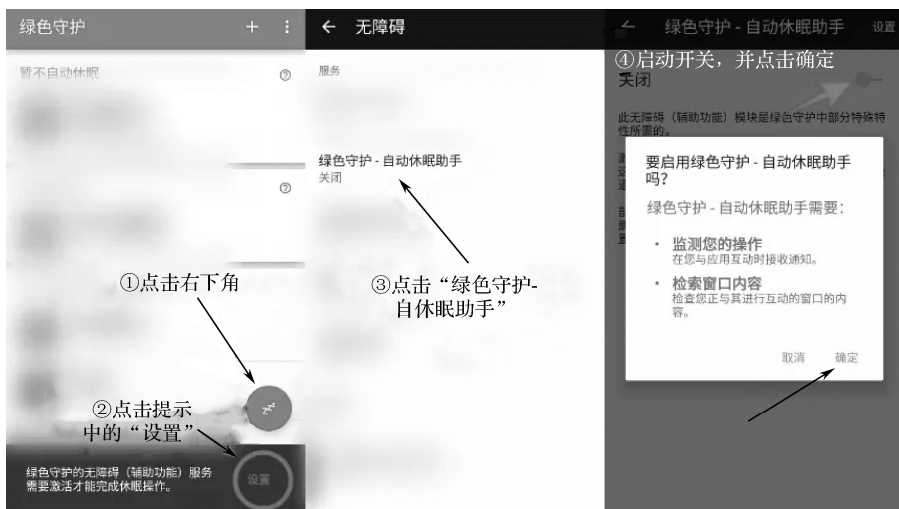 绿色守护
暂不自动休眠
①点击右下角
②点击提示
中的“设置”
绿色守护的无障碍（辅助功能）服务
需要激活才能完成休眠操作。
设置
无障碍
服务
绿色守护 - 自动休眠助手
关闭
③点击“绿色守护-
自休眠助手”
绿色守护 - 自动休眠助手 设置
④启动开关，并点击确定
关闭
此无障碍（辅助功能）模块是绿色守护中部分特殊特
性所需的。
要启用绿色守护 - 自动休眠助手
吗？
绿色守护 - 自动休眠助手需要：
• 监测您的操作
在您与应用互动时接收通知。
• 检索窗口内容
检查您正与其进行互动的窗口的内
容。
取消 确定